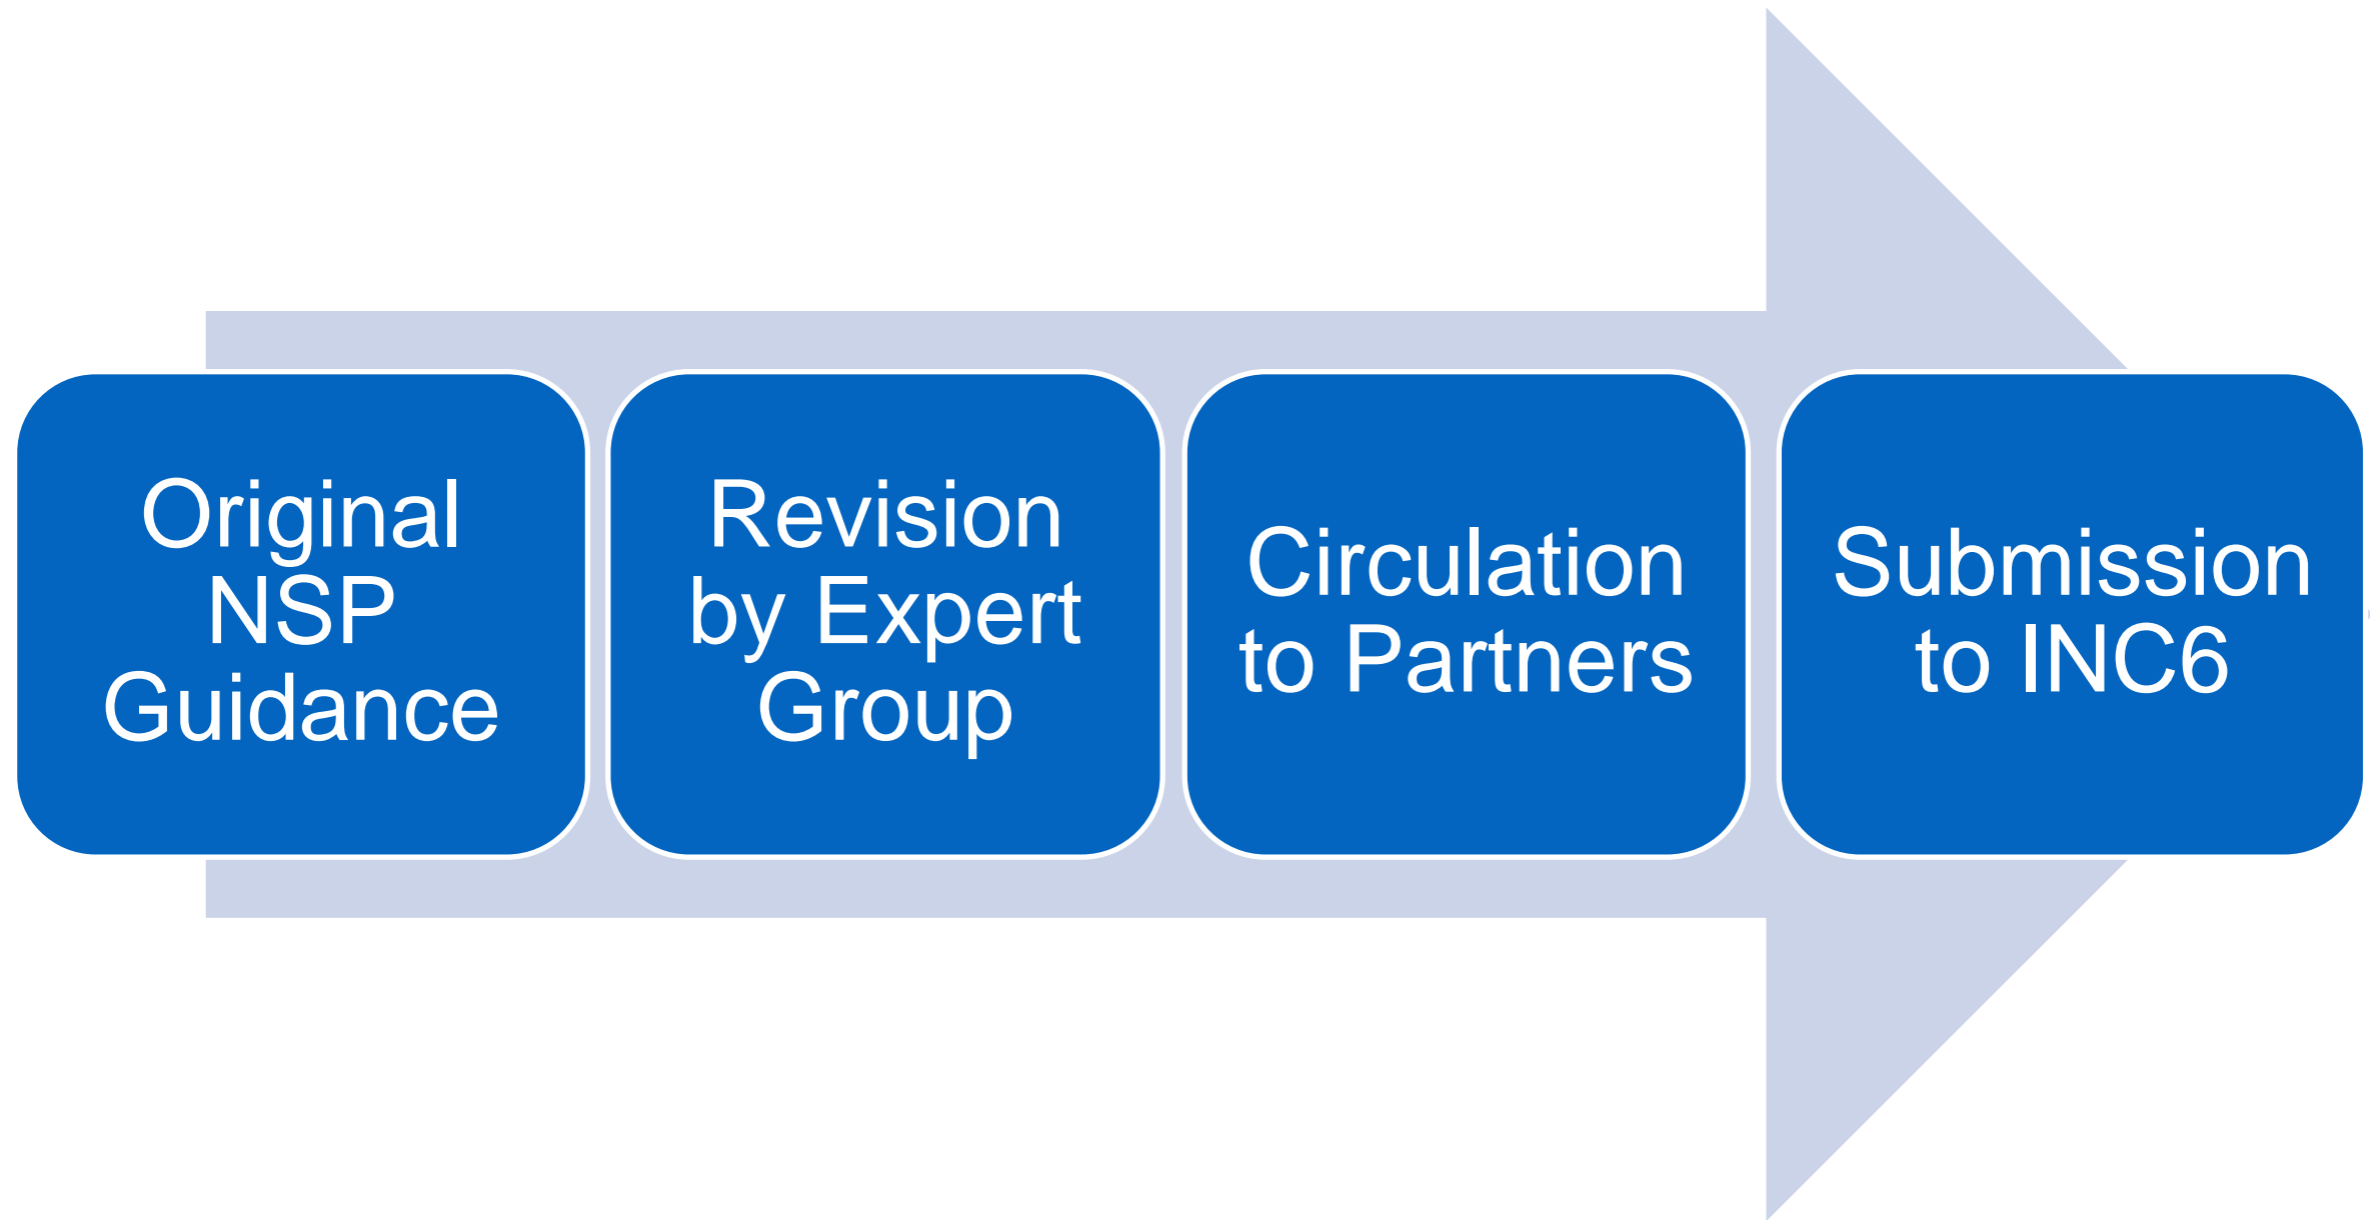 Original
NSP
Guidance
Revision
by Expert
Group
Circulation
to Partners
Submission
to INC6